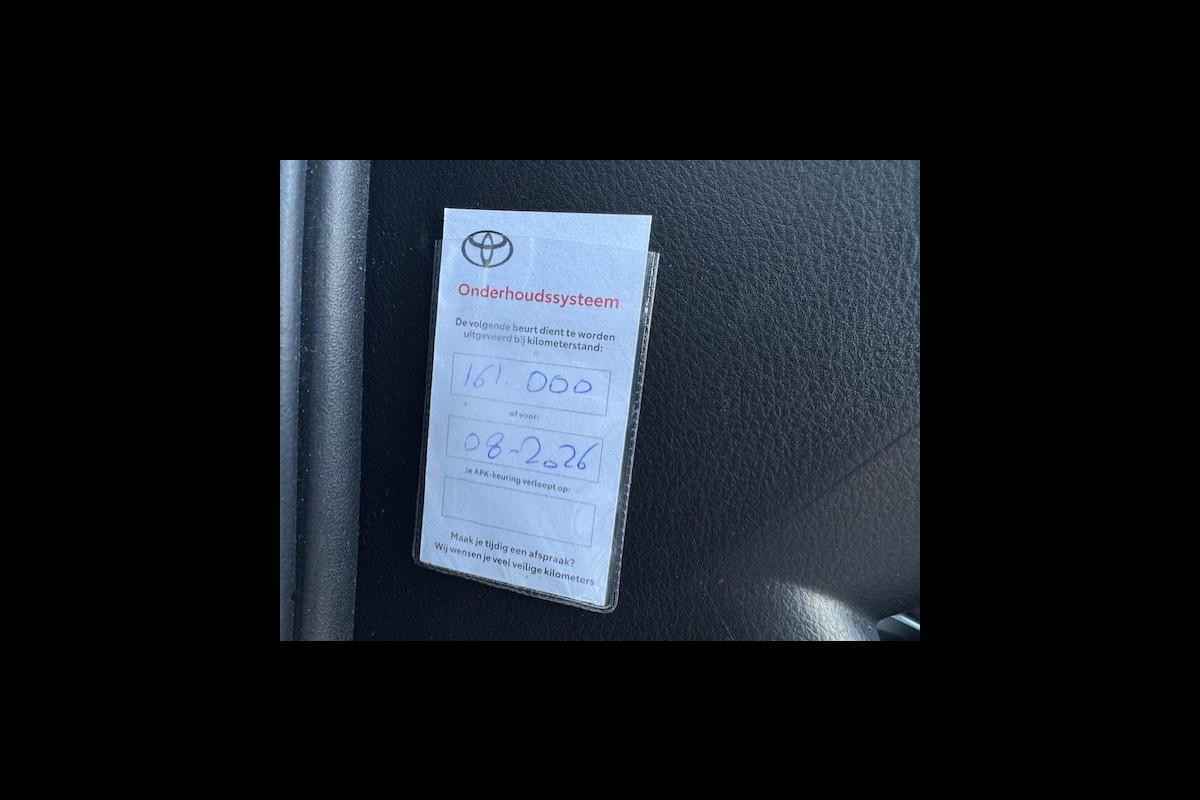 Onderhoudssysteem
De volgende beurt dient te worden
uitgevoerd bij kilometerstand:
161.000
of voor:
08-2026
Je APK-keuring verloopt op:
Maak je tijdig een afspraak?
Wij wensen je veel veilige kilometers